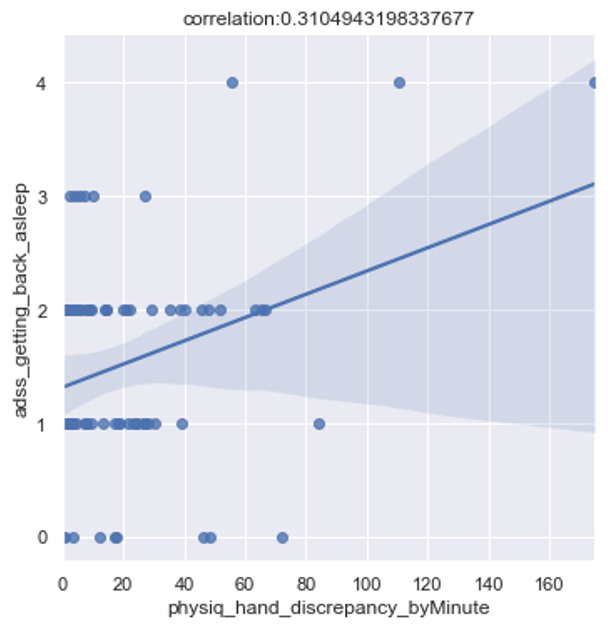 correlation:0.3104943198337677
4
3
2
1
0
adss_getting_back_asleep
0 20 40 60 80 100 120 140 160
physiq_hand_discrepancy_byMinute